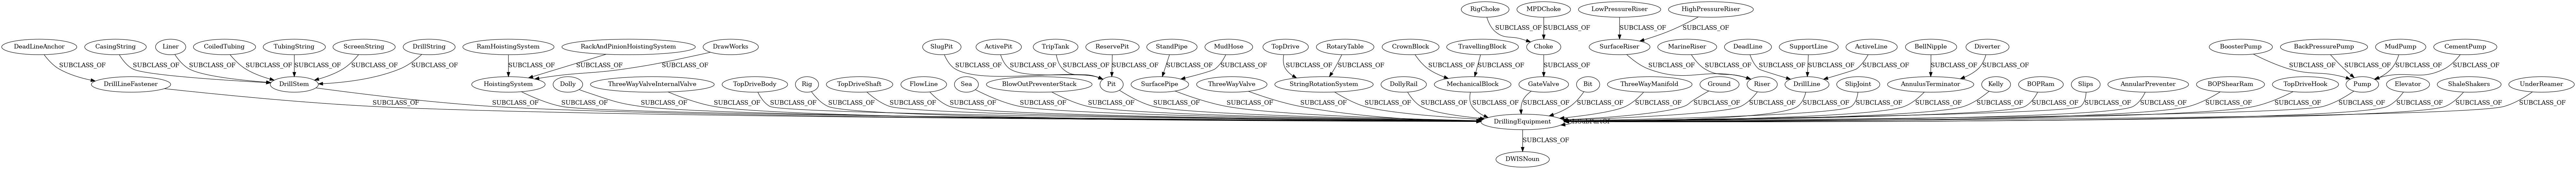 RigChoke MPDChoke LowPressureRiser HighPressureRiser
SUBCLASS_OF SUBCLASS_OF SUBCLASS_OF SUBCLASS_OF
DeadLineAnchor CasingString Liner CoiledTubing TubingString ScreenString DrillString RamHoistingSystem RackAndPinionHoistingSystem DrawWorks SlugPit ActivePit TripTank ReservePit StandPipe MudHose TopDrive RotaryTable CrownBlock TravellingBlock Choke SurfaceRiser MarineRiser DeadLine SupportLine ActiveLine BellNipple Diverter BoosterPump BackPressurePump MudPump CementPump
SUBCLASS_OF SUBCLASS_OF SUBCLASS_OF SUBCLASS_OF SUBCLASS_OF SUBCLASS_OF SUBCLASS_OF SUBCLASS_OF SUBCLASS_OF SUBCLASS_OF SUBCLASS_OF SUBCLASS_OF SUBCLASS_OF SUBCLASS_OF SUBCLASS_OF SUBCLASS_OF SUBCLASS_OF SUBCLASS_OF SUBCLASS_OF SUBCLASS_OF SUBCLASS_OF SUBCLASS_OF SUBCLASS_OF SUBCLASS_OF SUBCLASS_OF SUBCLASS_OF SUBCLASS_OF SUBCLASS_OF SUBCLASS_OF SUBCLASS_OF SUBCLASS_OF SUBCLASS_OF
DrillLineFastener DrillStem HoistingSystem Dolly ThreeWayValveInternalValve TopDriveBody Rig TopDriveShaft FlowLine Sea BlowOutPreventerStack Pit SurfacePipe ThreeWayValve StringRotationSystem DollyRail MechanicalBlock GateValve Bit ThreeWayManifold Ground Riser DrillLine SlipJoint AnnulusTerminator Kelly BOPRam Slips AnnularPreventer BOPShearRam TopDriveHook Pump Elevator ShaleShakers UnderReamer
SUBCLASS_OF SUBCLASS_OF SUBCLASS_OF SUBCLASS_OF SUBCLASS_OF SUBCLASS_OF SUBCLASS_OF SUBCLASS_OF SUBCLASS_OF SUBCLASS_OF SUBCLASS_OF SUBCLASS_OF SUBCLASS_OF SUBCLASS_OF SUBCLASS_OF SUBCLASS_OF SUBCLASS_OF SUBCLASS_OF SUBCLASS_OF SUBCLASS_OF SUBCLASS_OF SUBCLASS_OF SUBCLASS_OF SUBCLASS_OF SUBCLASS_OF SUBCLASS_OF SUBCLASS_OF SUBCLASS_OF SUBCLASS_OF SUBCLASS_OF SUBCLASS_OF SUBCLASS_OF SUBCLASS_OF SUBCLASS_OF SUBCLASS_OF
DrillingEquipment
SUBCLASS_OF
DWISNoun